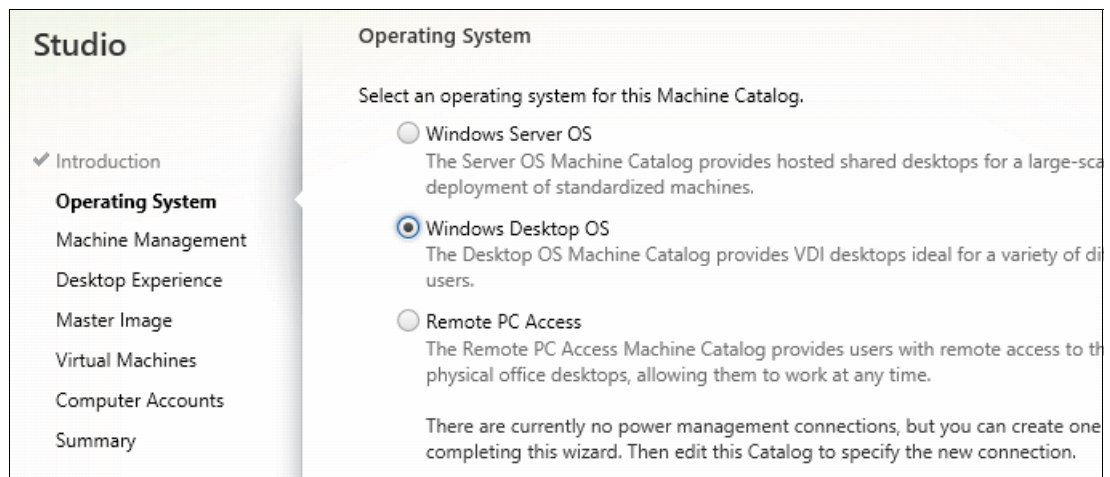 Studio
Introduction
Operating System
Machine Management
Desktop Experience
Master Image
Virtual Machines
Computer Accounts
Summary
Operating System
Select an operating system for this Machine Catalog.
Windows Server OS
The Server OS Machine Catalog provides hosted shared desktops for a
deployment of standardized machines.
Windows Desktop OS
The Desktop OS Machine Catalog provides VDI desktops ideal for a variety of
users.
Remote PC Access
The Remote PC Access Machine Catalog provides users with remote access to
physical office desktops, allowing them to work at any time.
There are currently no power management connections, but you can create one
completing this wizard. Then edit this Catalog to specify the new connection.